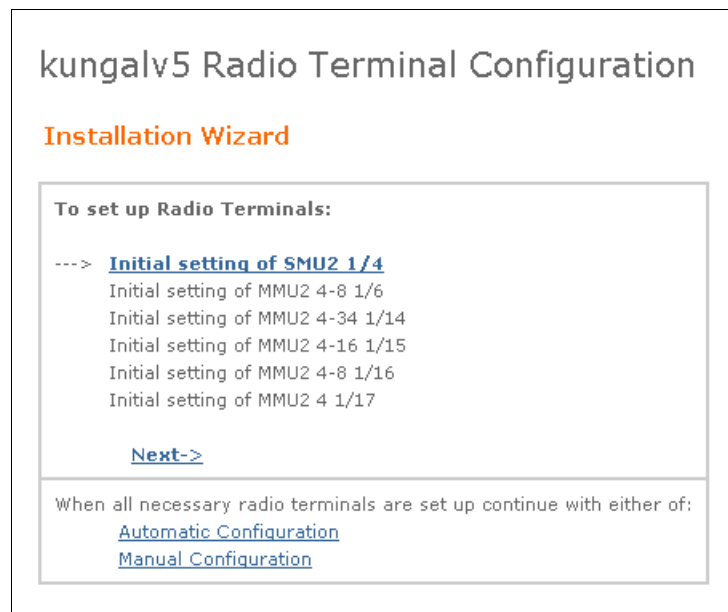 kungalv5 Radio Terminal Configuration
Installation Wizard
To set up Radio Terminals:
---> Initial setting of SMU2 1/4
Initial setting of MMU2 4-8 1/6
Initial setting of MMU2 4-34 1/14
Initial setting of MMU2 4-16 1/15
Initial setting of MMU2 4-8 1/16
Initial setting of MMU2 4 1/17
Next->
When all necessary radio terminals are set up continue with either of:
Automatic Configuration
Manual Configuration